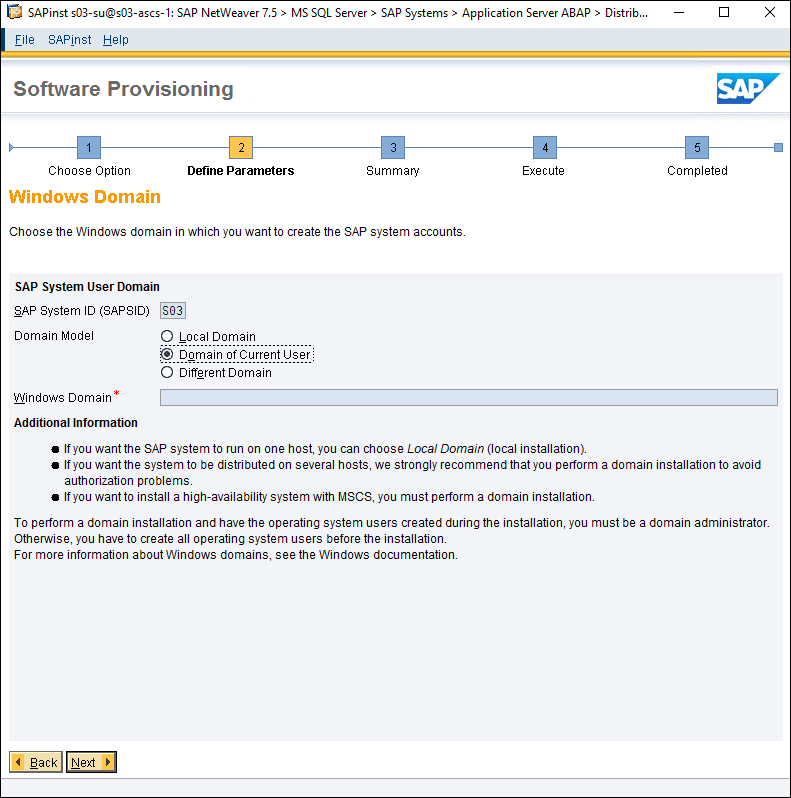 SAPinst s03-su@s03-ascs-1: SAP NetWeaver 7.5 > MS SQL Server > SAP Systems > Application Server ABAP > Distrib...
File SAPinst Help
Software Provisioning
SAP
1 2 3 4 5
Choose Option Define Parameters Summary Execute Completed
Windows Domain
Choose the Windows domain in which you want to create the SAP system accounts.
SAP System User Domain
SAP System ID (SAPSID) S03
Domain Model Local Domain
Domain of Current User
Different Domain
Windows Domain*
Additional Information
● If you want the SAP system to run on one host, you can choose Local Domain (local installation).
● If you want the system to be distributed on several hosts, we strongly recommend that you perform a domain installation to avoid
authorization problems.
● If you want to install a high-availability system with MSCS, you must perform a domain installation.
To perform a domain installation and have the operating system users created during the installation, you must be a domain administrator.
Otherwise, you have to create all operating system users before the installation.
For more information about Windows domains, see the Windows documentation.
Back Next